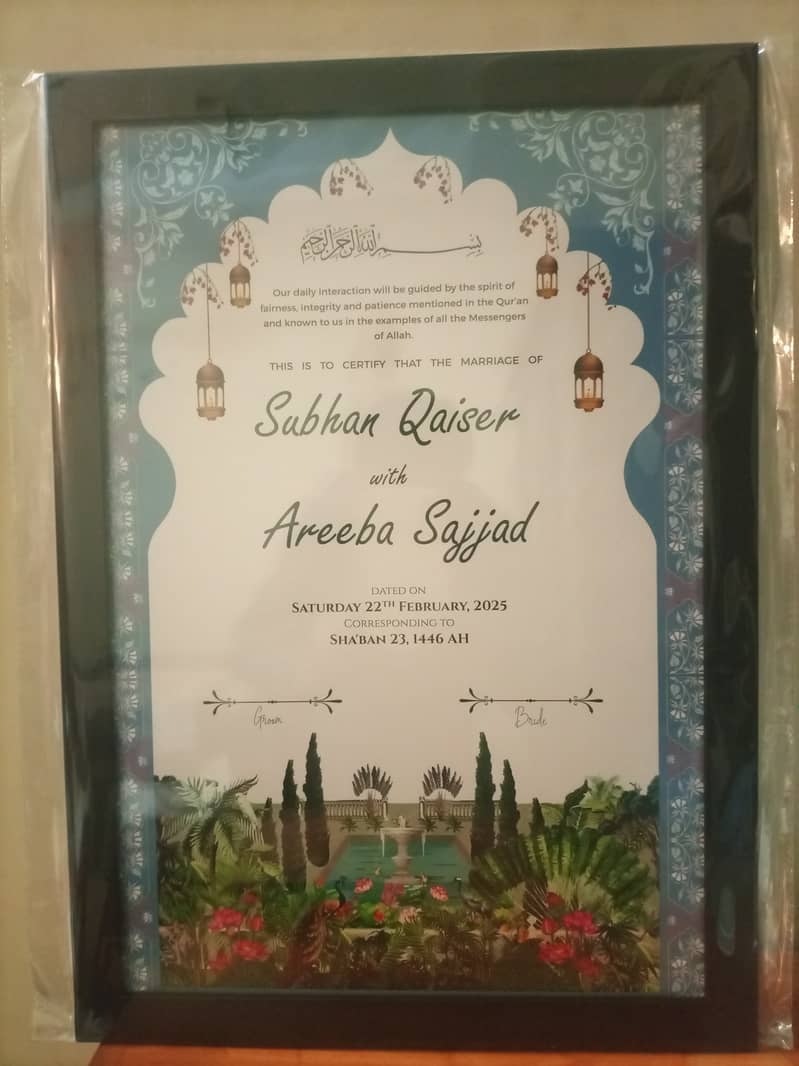 بسم الله الرحمن الرحيم
Our daily interaction will be guided by the spirit of
fairness, integrity and patience mentioned in the Qur'an
and known to us in the examples of all the Messengers
of Allah.
THIS IS TO CERTIFY THAT THE MARRIAGE OF
Subhan Qaiser
with
Areeba Sajjad
DATED ON
SATURDAY 22TH FEBRUARY, 2025
CORRESPONDING TO
SHA'BAN 23, 1446 AH
Groom
Bride